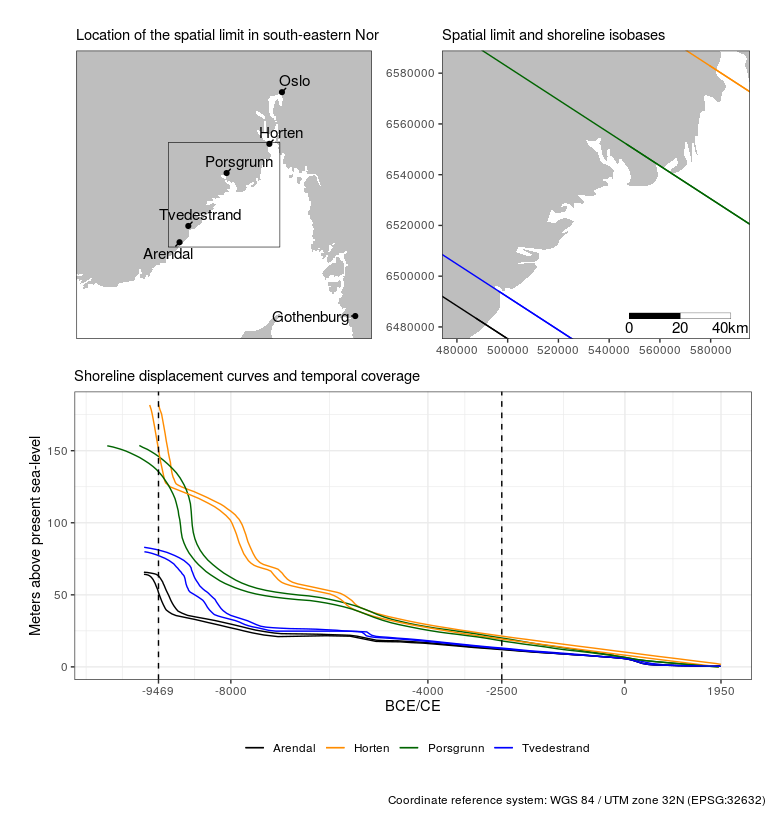 Location of the spatial limit in south-eastern Nor
Oslo
Horten
Porsgrunn
Tvedestrand
Arendal
Gothenburg
Spatial limit and shoreline isobases
6580000
6560000
6540000
6520000
6500000
6480000
0 20 40km
480000 500000 520000 540000 560000 580000
Shoreline displacement curves and temporal coverage
Meters above present sea-level
150
100
50
0
-9469 -8000 -4000 -2500 0 1950
BCE/CE
Arendal Horten Porsgrunn Tvedestrand
Coordinate reference system: WGS 84 / UTM zone 32N (EPSG:32632)